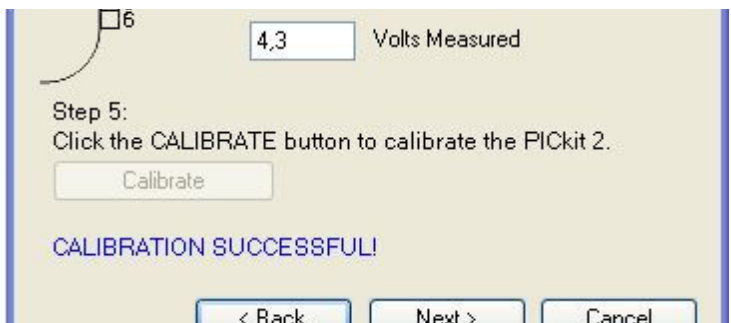 6
4,3 Volts Measured
Step 5:
Click the CALIBRATE button to calibrate the PICkit 2.
Calibrate
CALIBRATION SUCCESSFUL!
< Back Next > Cancel